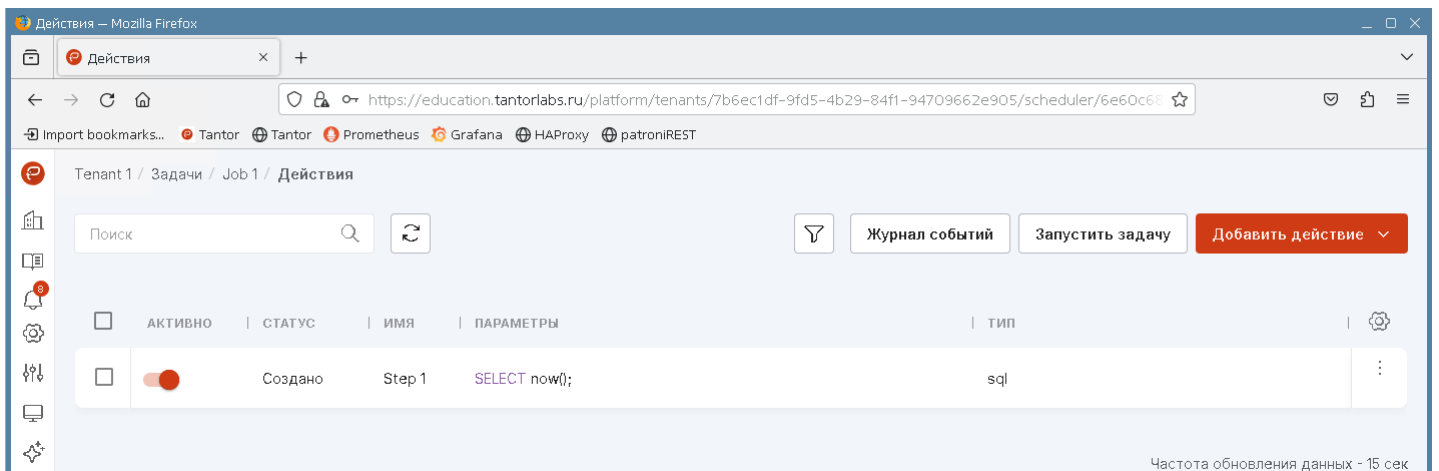 Действия — Mozilla Firefox
Действия
https://education.tantorlabs.ru/platform/tenants/7b6ec1df-9fd5-4b29-84f1-94709662e905/scheduler/6e60c68
Import bookmarks... Tantor Tantor Prometheus Grafana HAProxy patroniREST
Tenant 1 / Задачи / Job 1 / Действия
Поиск Журнал событий Запустить задачу Добавить действие
8
АКТИВНО СТАТУС ИМЯ ПАРАМЕТРЫ ТИП
Создано Step 1 SELECT now(); sql
Частота обновления данных - 15 сек